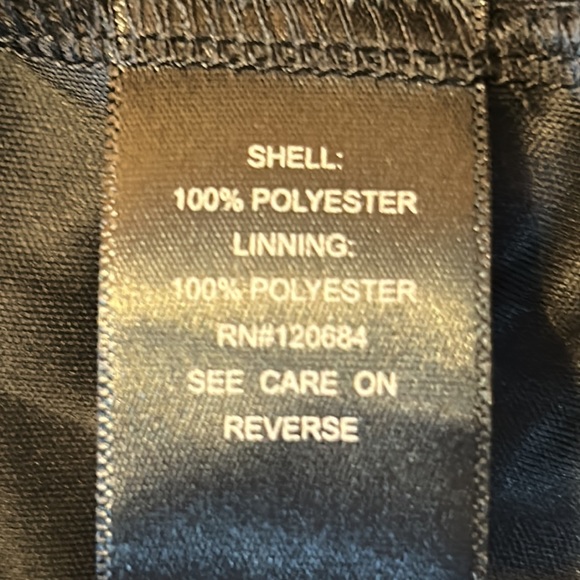 SHELL:
100% POLYESTER
LINNING:
100% POLYESTER
RN#120684
SEE CARE ON
REVERSE